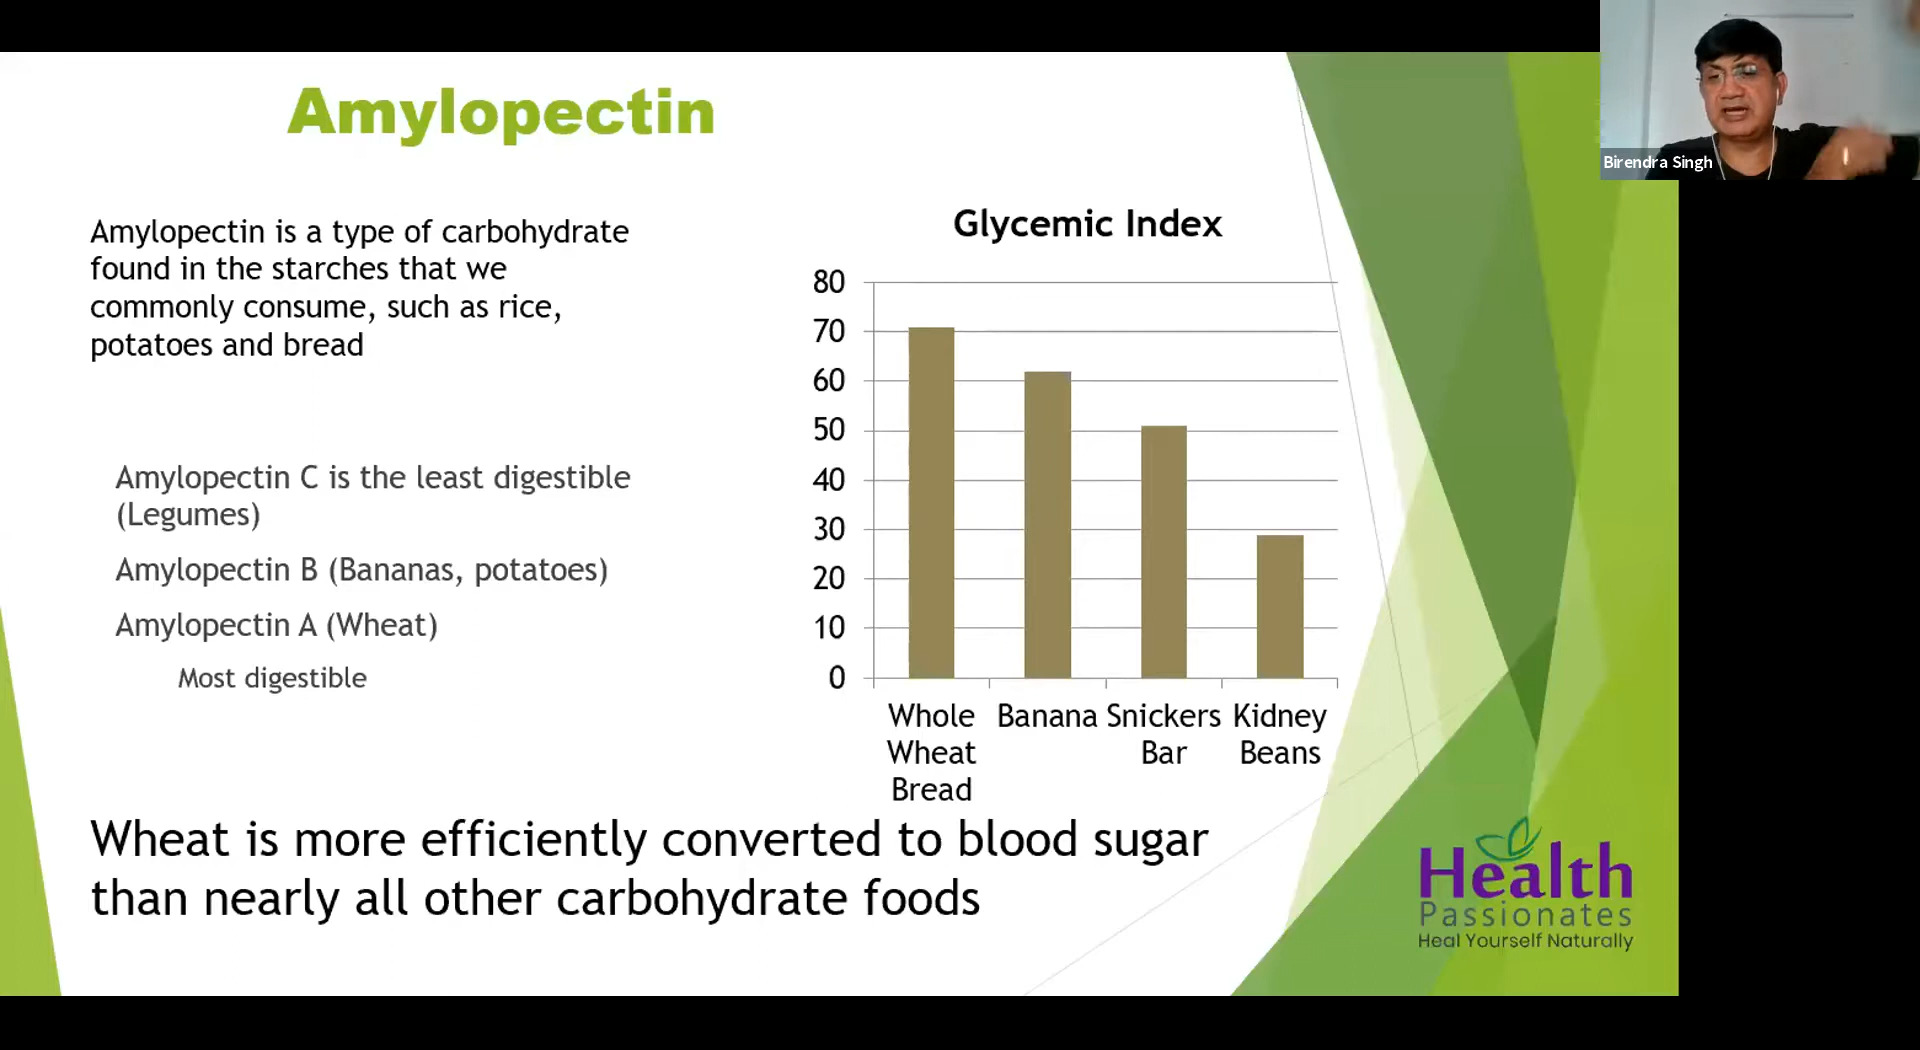 Amylopectin
Birendra Singh
Amylopectin is a type of carbohydrate
found in the starches that we
commonly consume, such as rice,
potatoes and bread
Amylopectin C is the least digestible
(Legumes)
Amylopectin B (Bananas, potatoes)
Amylopectin A (Wheat)
Most digestible
Glycemic Index
80
70
60
50
40
30
20
10
0
Whole
Wheat
Bread
Banana
Snickers
Bar
Kidney
Beans
Wheat is more efficiently converted to blood sugar
than nearly all other carbohydrate foods
Health
Passionates
Heal Yourself Naturally